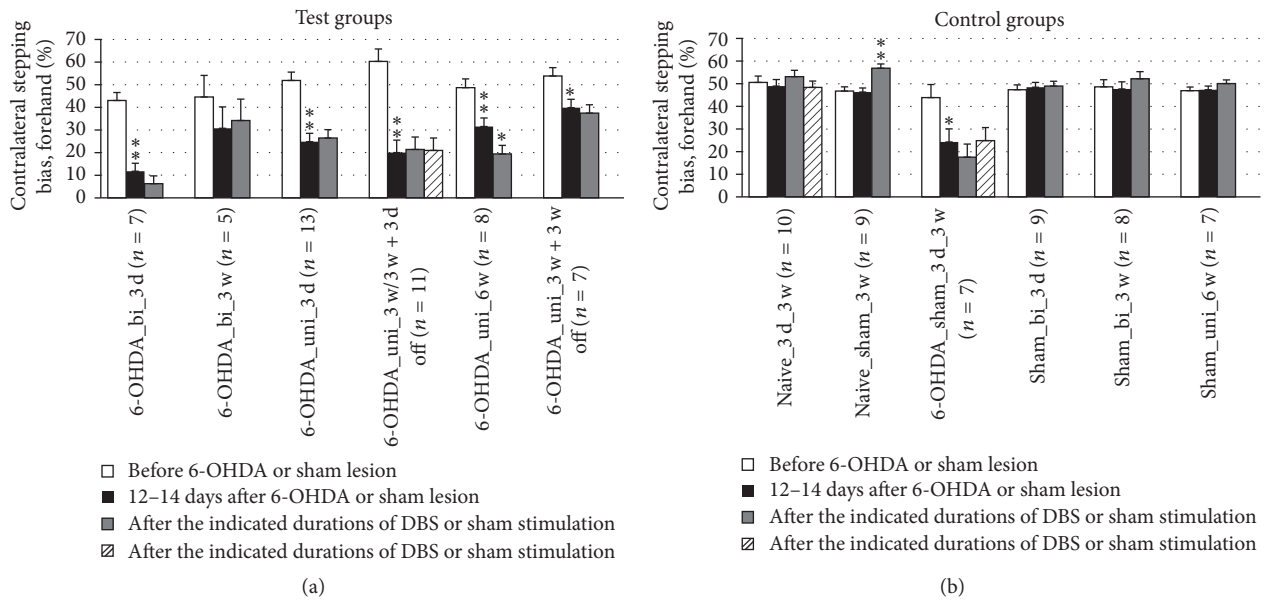 Test groups
Contralateral stepping
bias, forehand (%)
70
60
50
40
30
20
10
0
**
**
**
**
*
*
6-OHDA_bi_3 d (n = 7)
6-OHDA_bi_3 w (n = 5)
6-OHDA_uni_3 d (n = 13)
6-OHDA_uni_3 w/3 w + 3 d
off (n = 11)
6-OHDA_uni_6 w (n = 8)
6-OHDA_uni_3 w + 3 w
off (n = 7)
Before 6-OHDA or sham lesion
12–14 days after 6-OHDA or sham lesion
After the indicated durations of DBS or sham stimulation
After the indicated durations of DBS or sham stimulation
(a)
Control groups
Contralateral stepping
bias, forehand (%)
70
60
50
40
30
20
10
0
**
*
Naive_3 d_3 w (n = 10)
Naive_sham_3 w (n = 9)
6-OHDA_sham_3 d_3 w
(n = 7)
Sham_bi_3 d (n = 9)
Sham_bi_3 w (n = 8)
Sham_uni_6 w (n = 7)
Before 6-OHDA or sham lesion
12–14 days after 6-OHDA or sham lesion
After the indicated durations of DBS or sham stimulation
After the indicated durations of DBS or sham stimulation
(b)